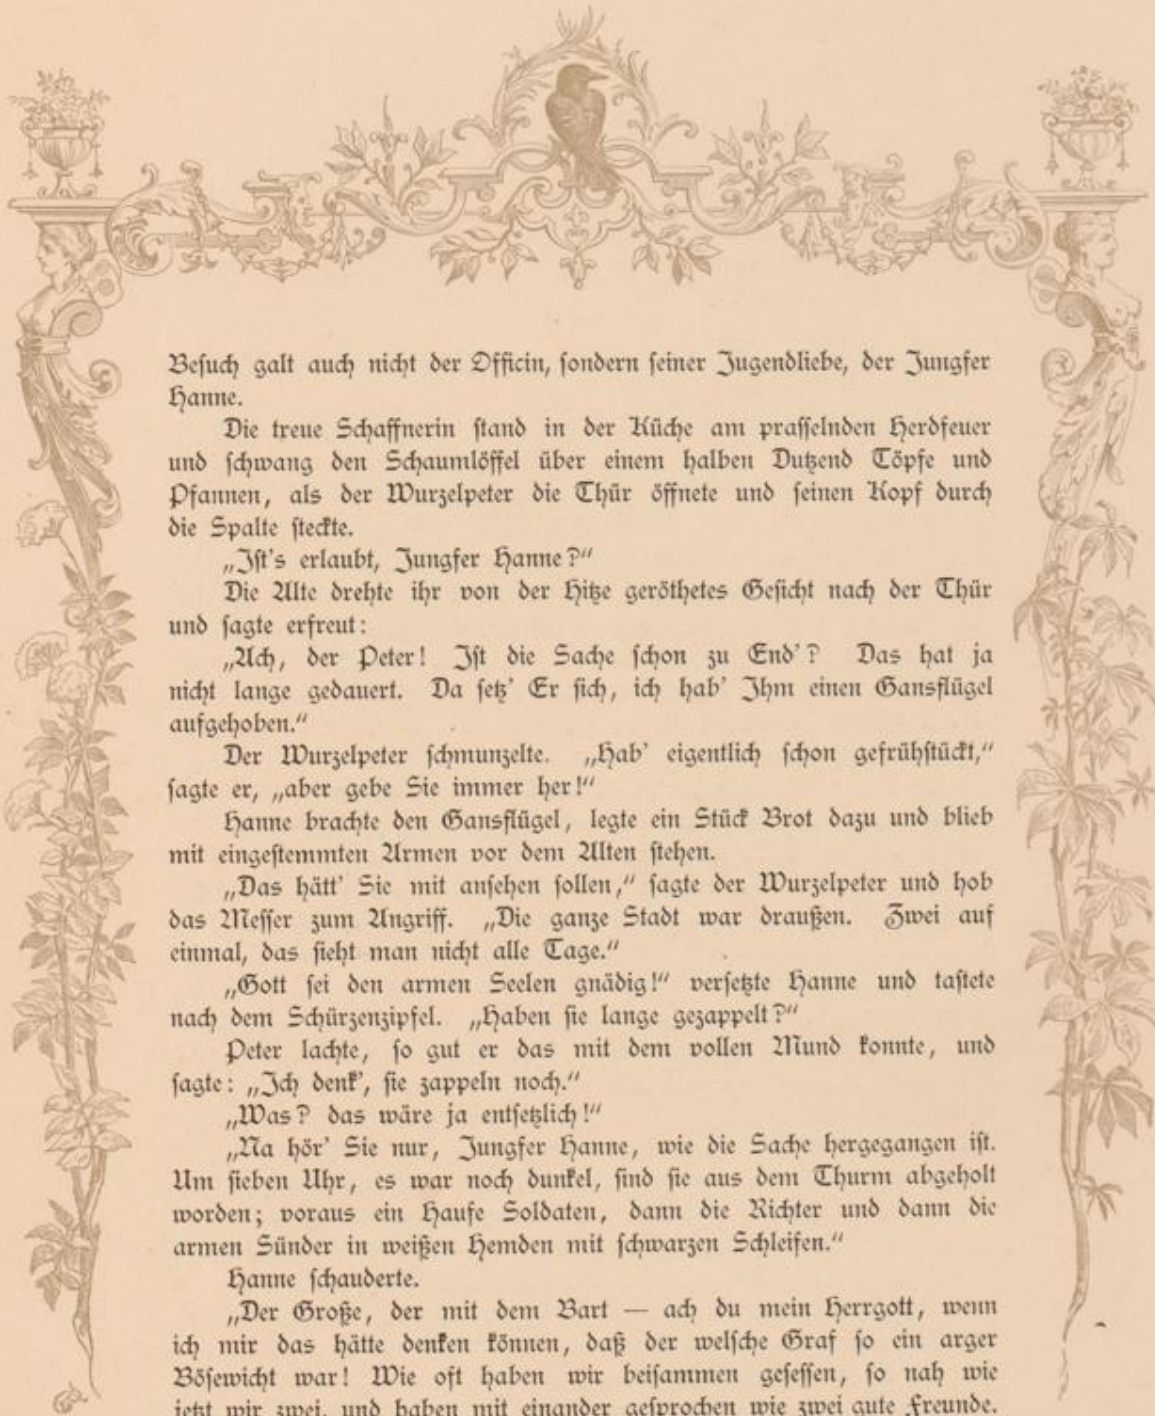 Besuch galt auch nicht der Officin, sondern seiner Jugendliebe, der Jungfer
Hanne.
Die treue Schaffnerin stand in der Küche am prasselnden Herdfeuer
und schwang den Schaumlöffel über einem halben Dutzend Töpfe und
Pfannen, als der Wurzelpeter die Thür öffnete und seinen Kopf durch
die Spalte steckte.
„Ist's erlaubt, Jungfer Hanne?“
Die Alte drehte ihr von der Hitze geröthetes Gesicht nach der Thür
und sagte erfreut:
„Ach, der Peter! Ist die Sache schon zu End'? Das hat ja
nicht lange gedauert. Da setz' Er sich, ich hab' Ihm einen Gansflügel
aufgehoben.“
Der Wurzelpeter schmunzelte. „Hab' eigentlich schon gefrühstückt,“
sagte er, „aber gebe Sie immer her!“
Hanne brachte den Gansflügel, legte ein Stück Brot dazu und blieb
mit eingestemmten Armen vor dem Alten stehen.
„Das hätt' Sie mit ansehen sollen,“ sagte der Wurzelpeter und hob
das Messer zum Angriff. „Die ganze Stadt war draußen. Zwei auf
einmal, das sieht man nicht alle Tage.“
„Gott sei den armen Seelen gnädig!“ versetzte Hanne und tastete
nach dem Schürzenzipfel. „Haben sie lange gezappelt?“
Peter lachte, so gut er das mit dem vollen Mund konnte, und
sagte: „Ich denk', sie zappeln noch.“
„Was? das wäre ja entsetzlich!“
„Na hör' Sie nur, Jungfer Hanne, wie die Sache hergegangen ist.
Um sieben Uhr, es war noch dunkel, sind sie aus dem Thurm abgeholt
worden; voraus ein Haufe Soldaten, dann die Richter und dann die
armen Sünder in weißen Hemden mit schwarzen Schleifen.“
Hanne schauderte.
„Der Große, der mit dem Bart — ach du mein Herrgott, wenn
ich mir das hätte denken können, daß der welsche Graf so ein arger
Bösewicht war! Wie oft haben wir beisammen gesessen, so nah wie
jetzt wir zwei, und haben mit einander gesprochen wie zwei gute Freunde.